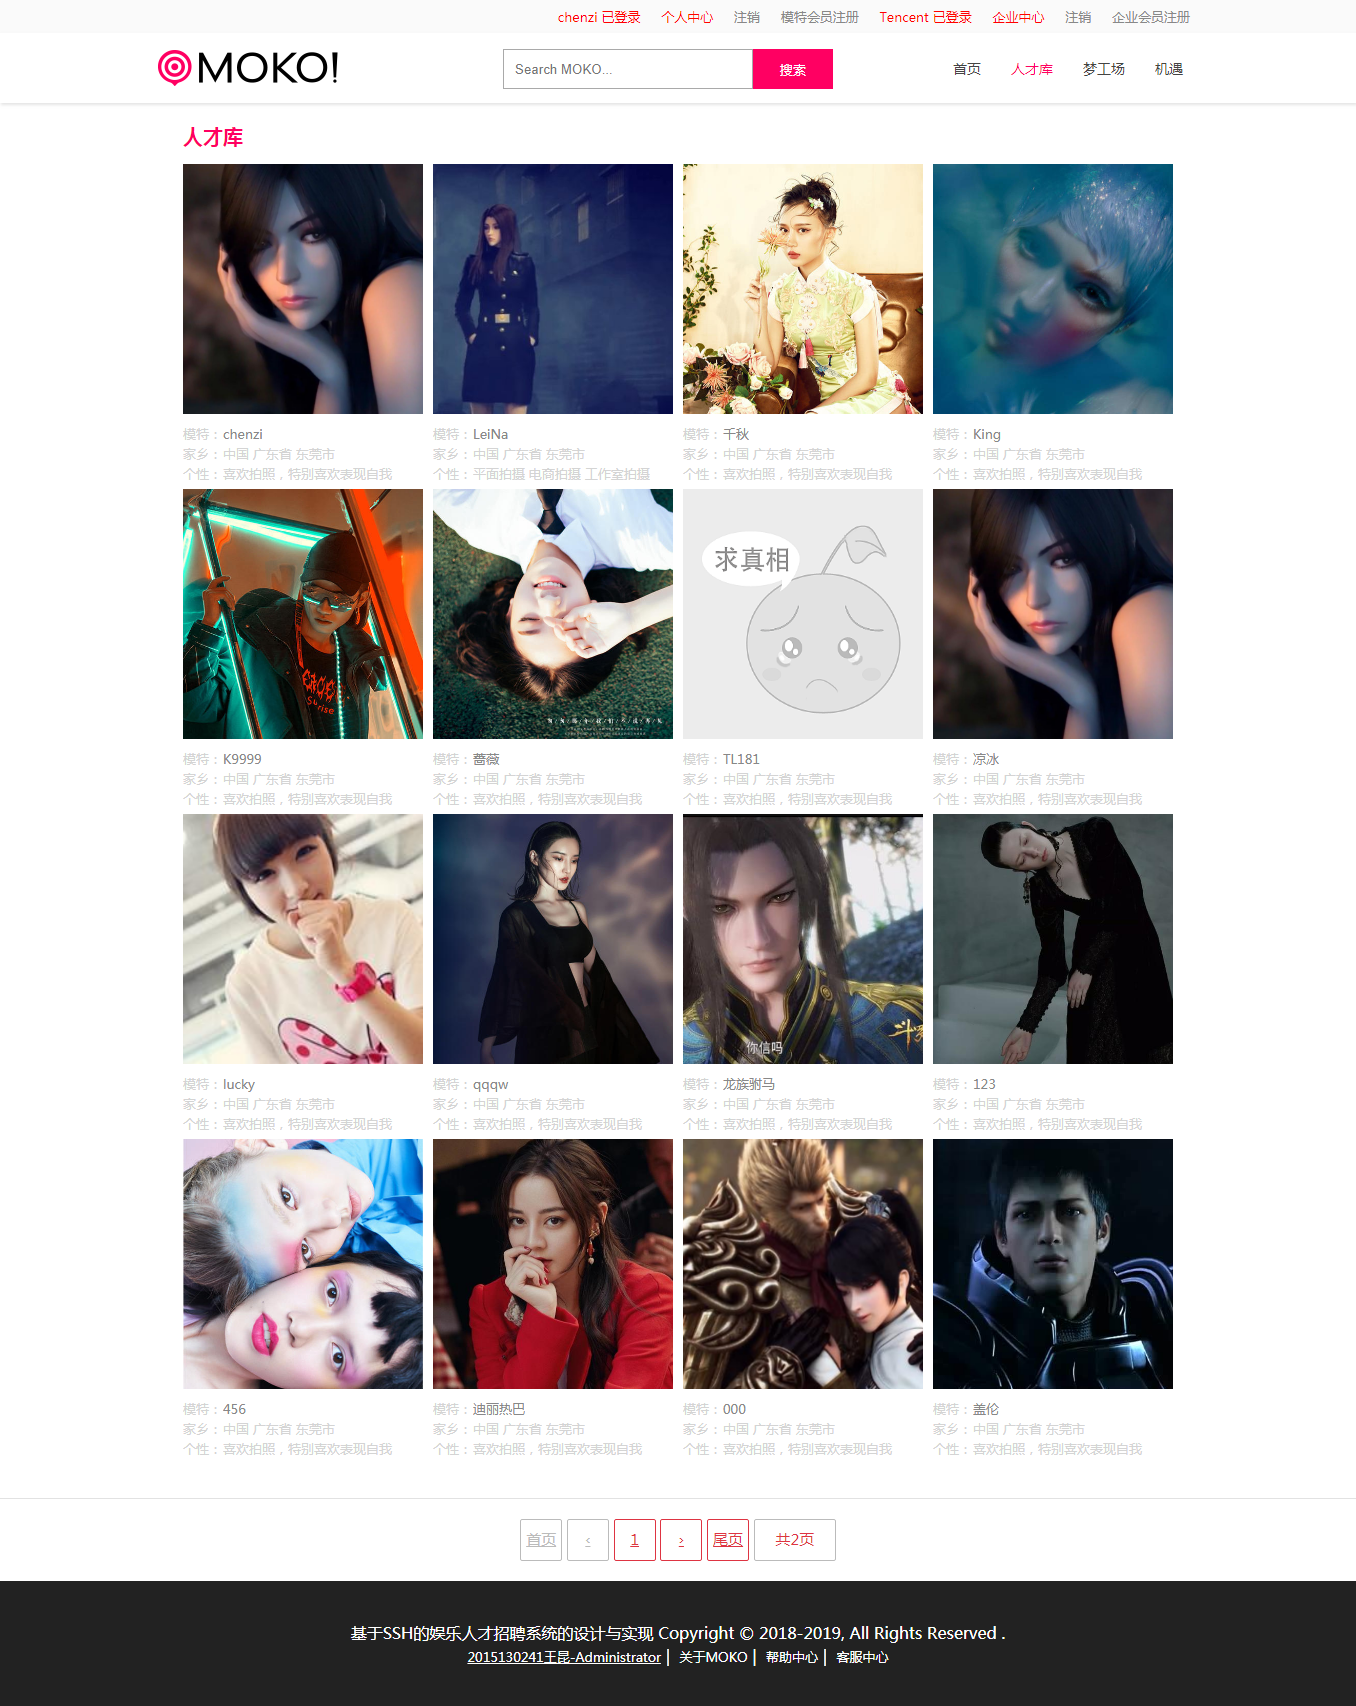 chenzi 已登录 个人中心 注销 模特会员注册 Tencent 已登录 企业中心 注销 企业会员注册
MOKO! Search MOKO... 搜索 首页 人才库 梦工场 机遇
人才库
模特：chenzi
家乡：中国 广东省 东莞市
个性：喜欢拍照，特别喜欢表现自我
模特：LeiNa
家乡：中国 广东省 东莞市
个性：平面拍摄 电商拍摄 工作室拍摄
模特：千秋
家乡：中国 广东省 东莞市
个性：喜欢拍照，特别喜欢表现自我
模特：King
家乡：中国 广东省 东莞市
个性：喜欢拍照，特别喜欢表现自我
Sunrise
求真相
模特：K9999
家乡：中国 广东省 东莞市
个性：喜欢拍照，特别喜欢表现自我
模特：蔷薇
家乡：中国 广东省 东莞市
个性：喜欢拍照，特别喜欢表现自我
模特：TL181
家乡：中国 广东省 东莞市
个性：喜欢拍照，特别喜欢表现自我
模特：凉冰
家乡：中国 广东省 东莞市
个性：喜欢拍照，特别喜欢表现自我
你信吗
模特：lucky
家乡：中国 广东省 东莞市
个性：喜欢拍照，特别喜欢表现自我
模特：qqqw
家乡：中国 广东省 东莞市
个性：喜欢拍照，特别喜欢表现自我
模特：龙族驸马
家乡：中国 广东省 东莞市
个性：喜欢拍照，特别喜欢表现自我
模特：123
家乡：中国 广东省 东莞市
个性：喜欢拍照，特别喜欢表现自我
模特：456
家乡：中国 广东省 东莞市
个性：喜欢拍照，特别喜欢表现自我
模特：迪丽热巴
家乡：中国 广东省 东莞市
个性：喜欢拍照，特别喜欢表现自我
模特：000
家乡：中国 广东省 东莞市
个性：喜欢拍照，特别喜欢表现自我
模特：盖伦
家乡：中国 广东省 东莞市
个性：喜欢拍照，特别喜欢表现自我
首页 ‹ 1 › 尾页 共2页
基于SSH的娱乐人才招聘系统的设计与实现 Copyright © 2018-2019, All Rights Reserved .
2015130241王昆-Administrator | 关于MOKO | 帮助中心 | 客服中心